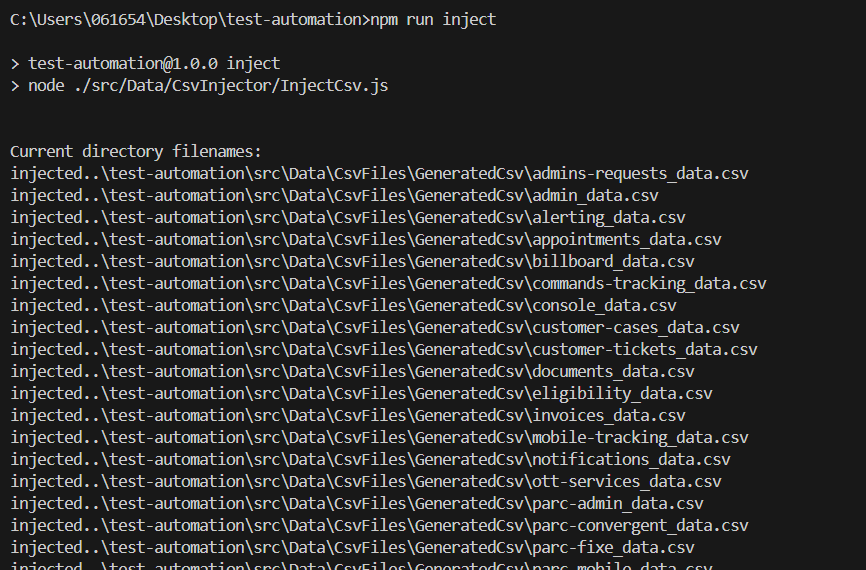 C:\Users\061654\Desktop\test-automation>npm run inject
> test-automation@1.0.0 inject
> node ./src/Data/CsvInjector/InjectCsv.js
Current directory filenames:
injected..\test-automation\src\Data\CsvFiles\GeneratedCsv\admins-requests_data.csv
injected..\test-automation\src\Data\CsvFiles\GeneratedCsv\admin_data.csv
injected..\test-automation\src\Data\CsvFiles\GeneratedCsv\alerting_data.csv
injected..\test-automation\src\Data\CsvFiles\GeneratedCsv\appointments_data.csv
injected..\test-automation\src\Data\CsvFiles\GeneratedCsv\billboard_data.csv
injected..\test-automation\src\Data\CsvFiles\GeneratedCsv\commands-tracking_data.csv
injected..\test-automation\src\Data\CsvFiles\GeneratedCsv\console_data.csv
injected..\test-automation\src\Data\CsvFiles\GeneratedCsv\customer-cases_data.csv
injected..\test-automation\src\Data\CsvFiles\GeneratedCsv\customer-tickets_data.csv
injected..\test-automation\src\Data\CsvFiles\GeneratedCsv\documents_data.csv
injected..\test-automation\src\Data\CsvFiles\GeneratedCsv\eligibility_data.csv
injected..\test-automation\src\Data\CsvFiles\GeneratedCsv\invoices_data.csv
injected..\test-automation\src\Data\CsvFiles\GeneratedCsv\mobile-tracking_data.csv
injected..\test-automation\src\Data\CsvFiles\GeneratedCsv\notifications_data.csv
injected..\test-automation\src\Data\CsvFiles\GeneratedCsv\ott-services_data.csv
injected..\test-automation\src\Data\CsvFiles\GeneratedCsv\parc-admin_data.csv
injected..\test-automation\src\Data\CsvFiles\GeneratedCsv\parc-convergent_data.csv
injected..\test-automation\src\Data\CsvFiles\GeneratedCsv\parc-fixe_data.csv
injected..\test-automation\src\Data\CsvFiles\GeneratedCsv\parc-mobile_data.csv